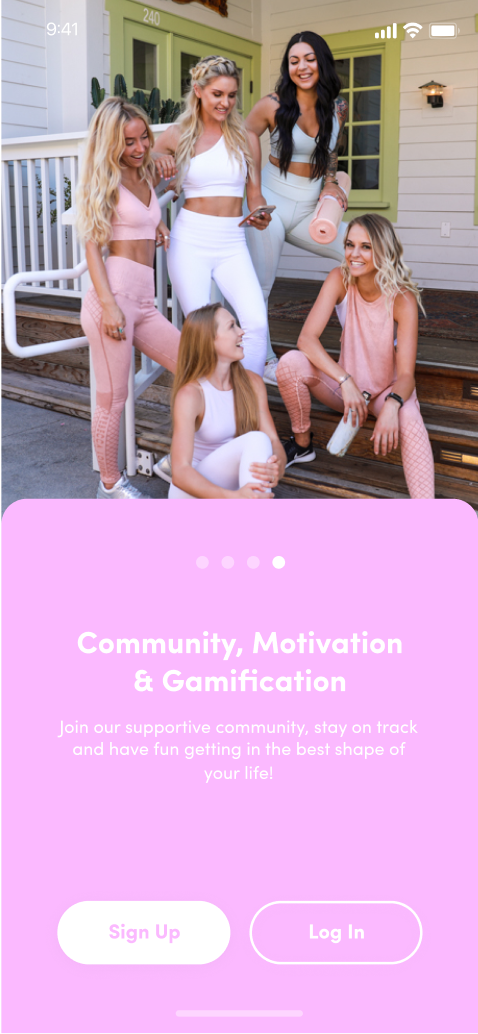 240
9:41
Community, Motivation
& Gamification
Join our supportive community, stay on track
and have fun getting in the best shape of
your life!
Sign Up
Log In